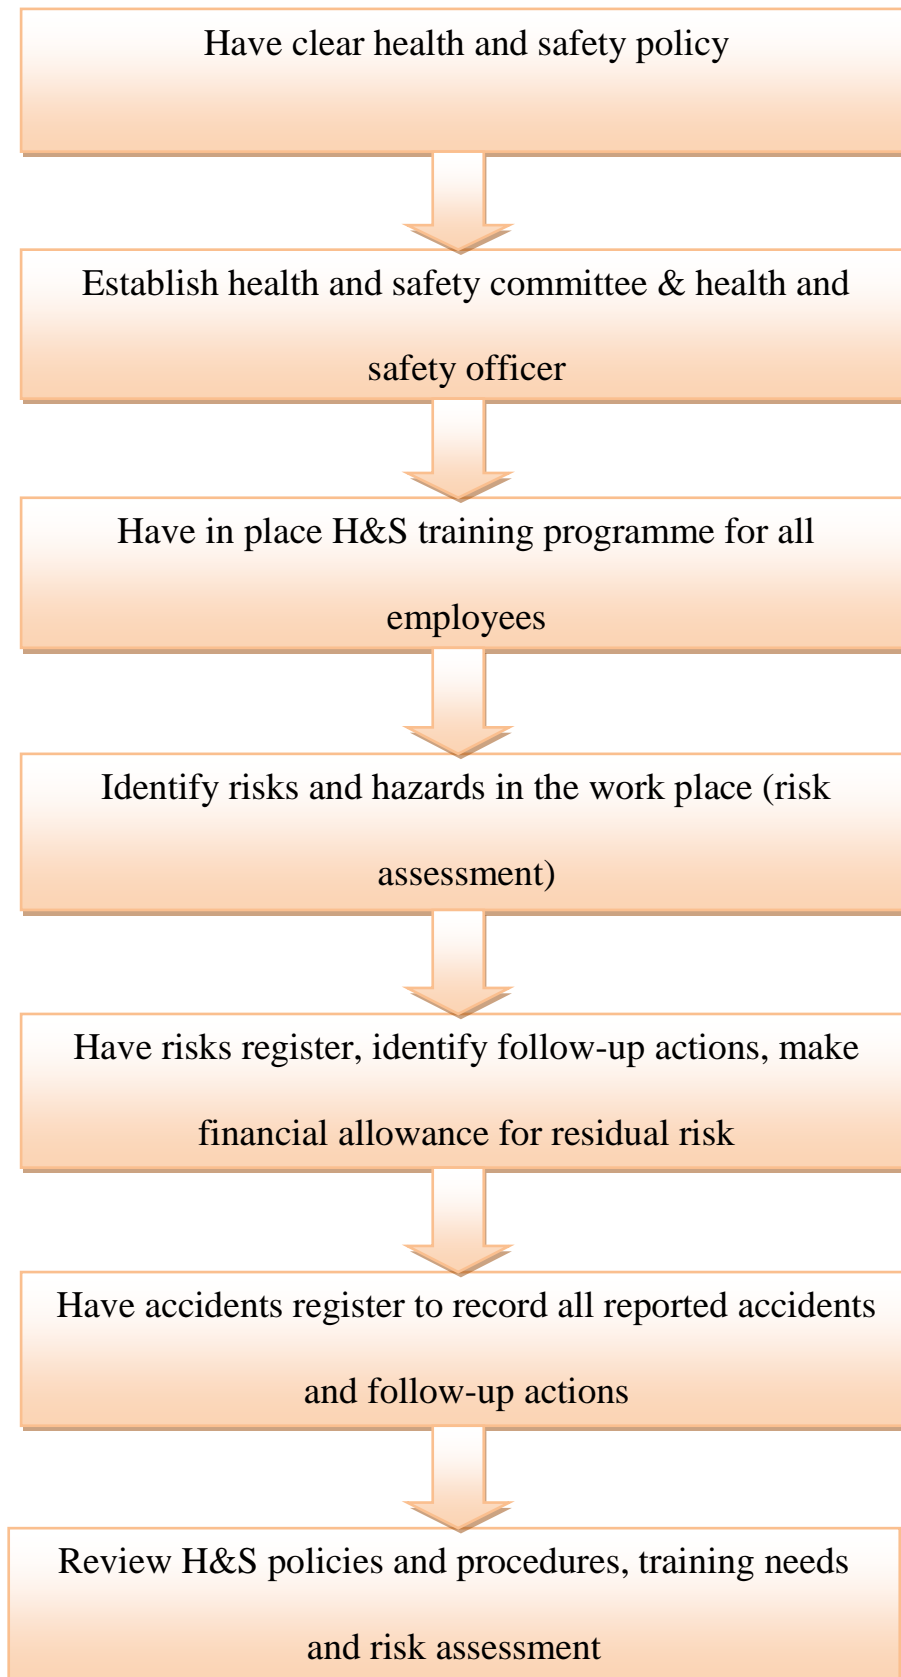 Have clear health and safety policy
Establish health and safety committee & health and
safety officer
Have in place H&S training programme for all
employees
Identify risks and hazards in the work place (risk
assessment)
Have risks register, identify follow-up actions, make
financial allowance for residual risk
Have accidents register to record all reported accidents
and follow-up actions
Review H&S policies and procedures, training needs
and risk assessment